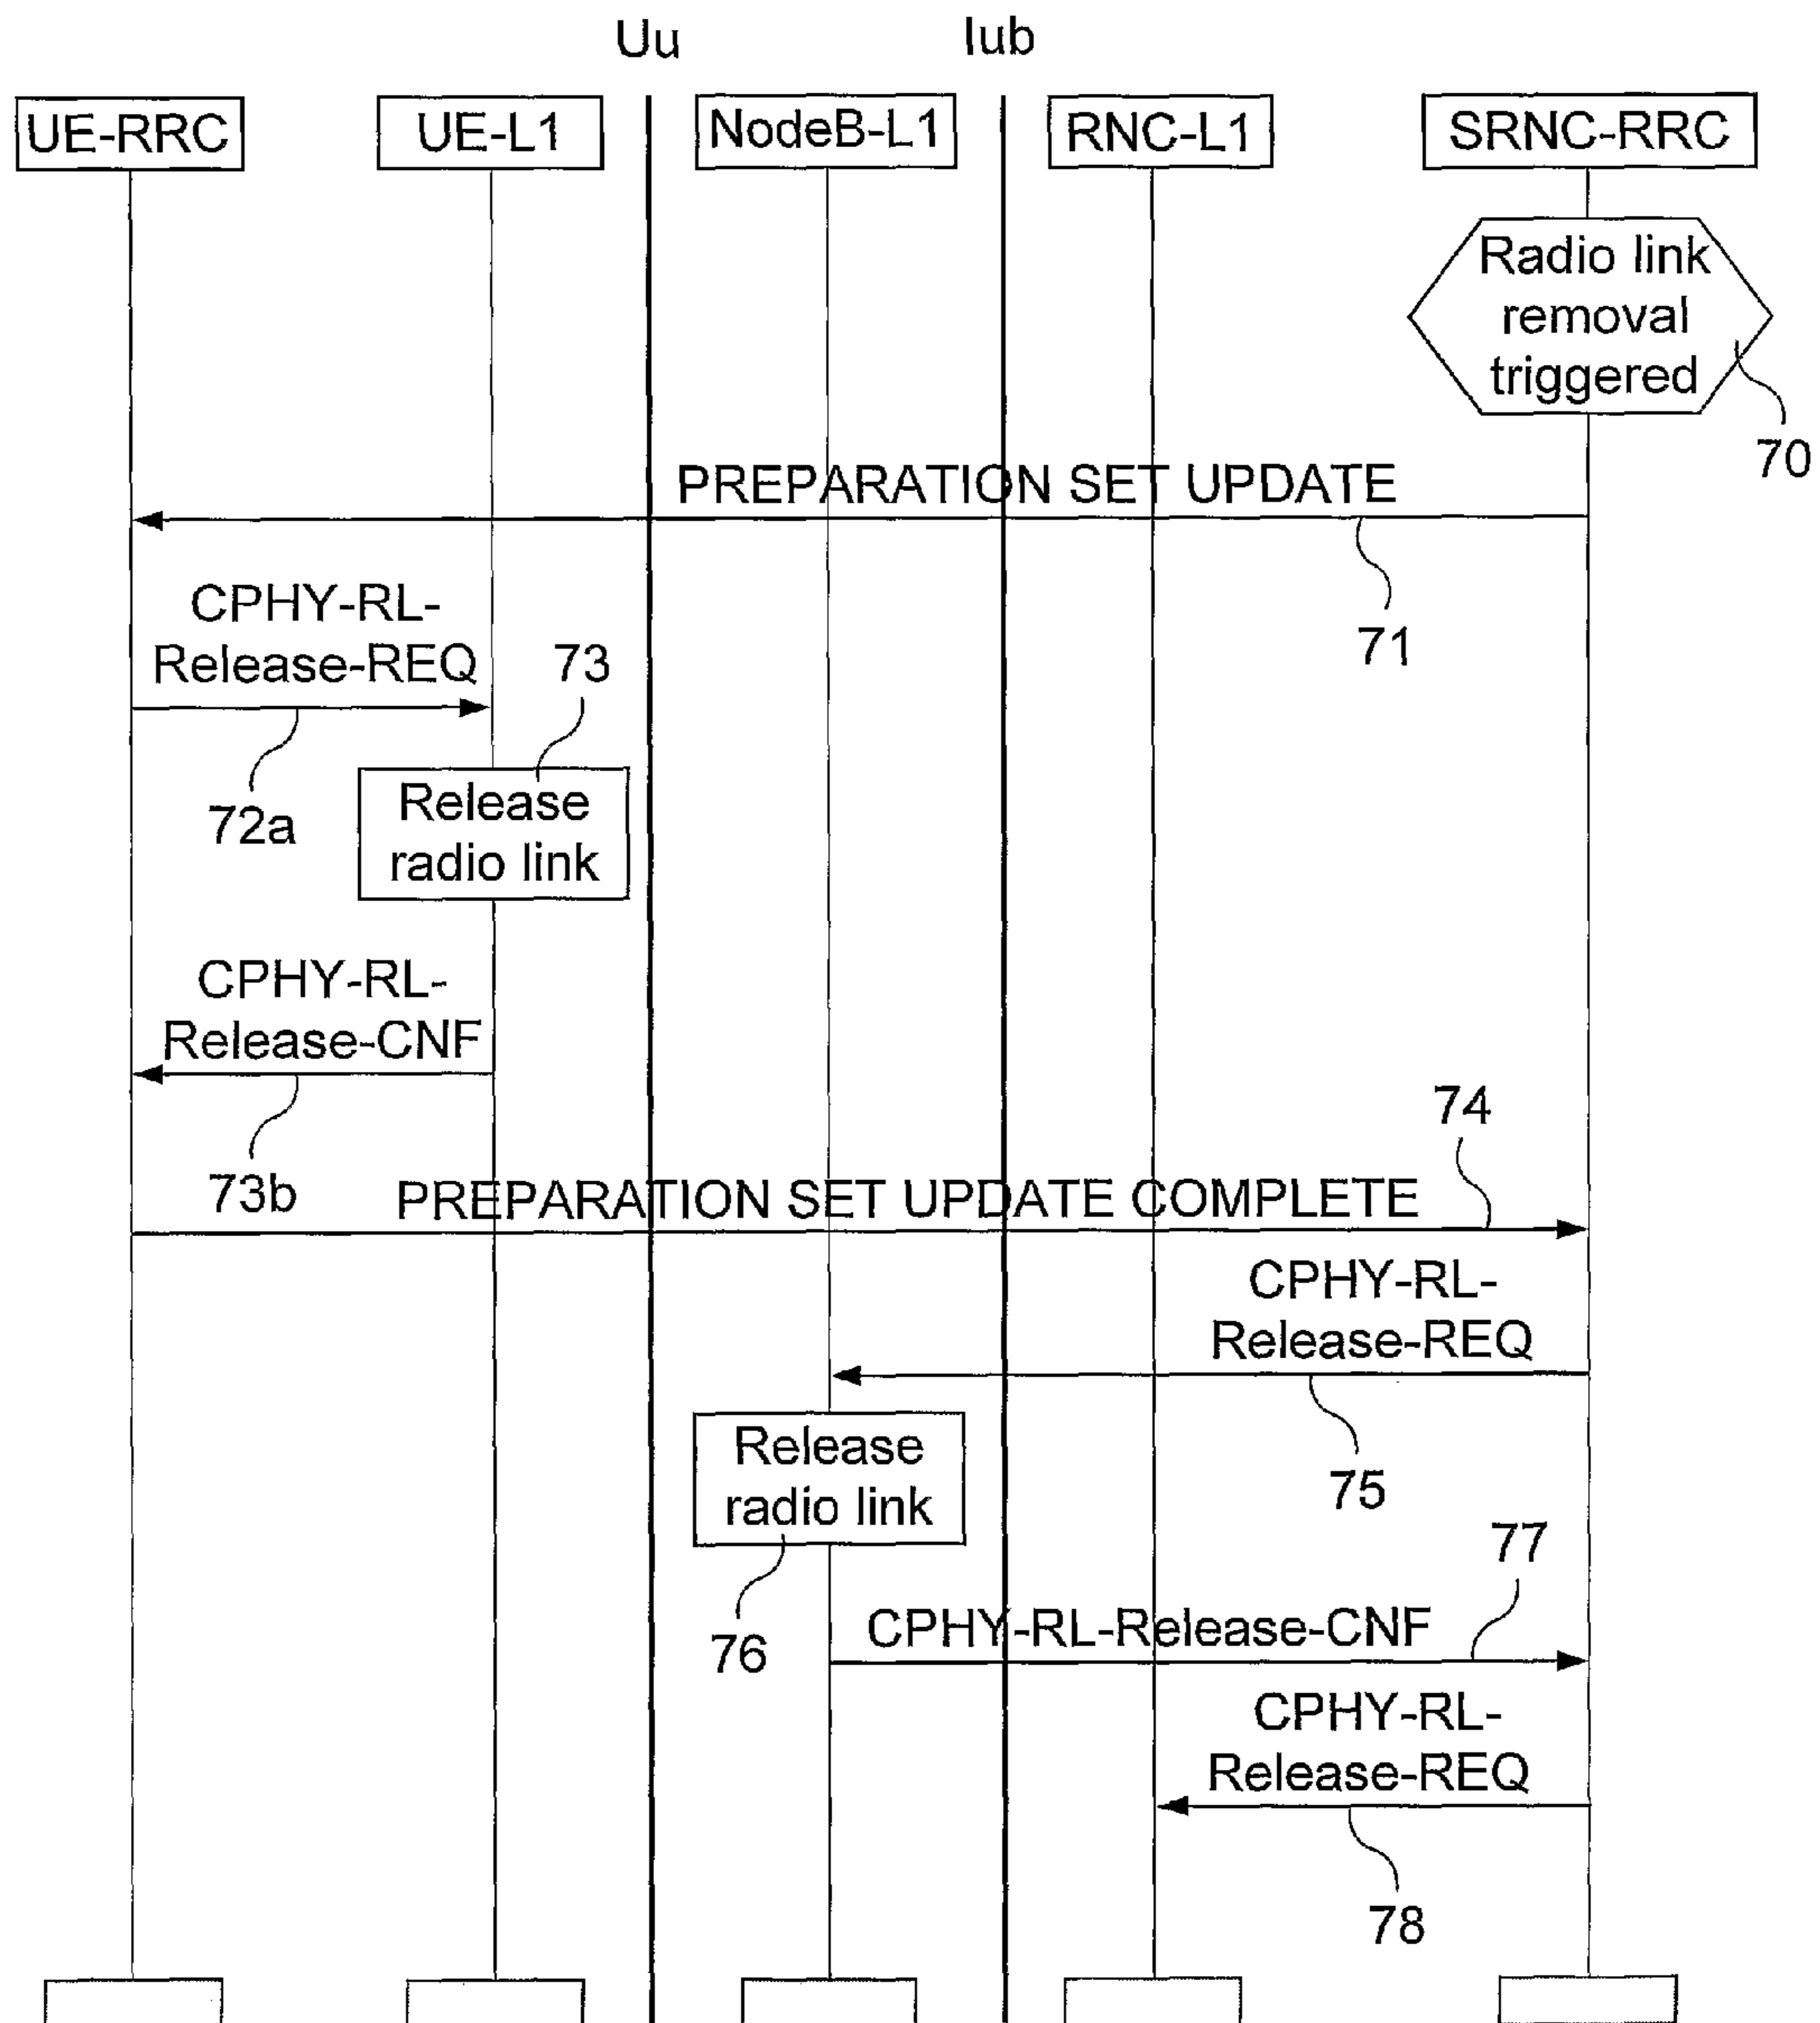 Uu
Iub
UE-RRC
UE-L1
NodeB-L1
RNC-L1
SRNC-RRC
Radio link
removal
triggered
70
PREPARATION SET UPDATE
71
CPHY-RL-
Release-REQ
73
72a
Release
radio link
CPHY-RL-
Release-CNF
73b
74
PREPARATION SET UPDATE COMPLETE
CPHY-RL-
Release-REQ
75
Release
radio link
76
77
CPHY-RL-Release-CNF
CPHY-RL-
Release-REQ
78